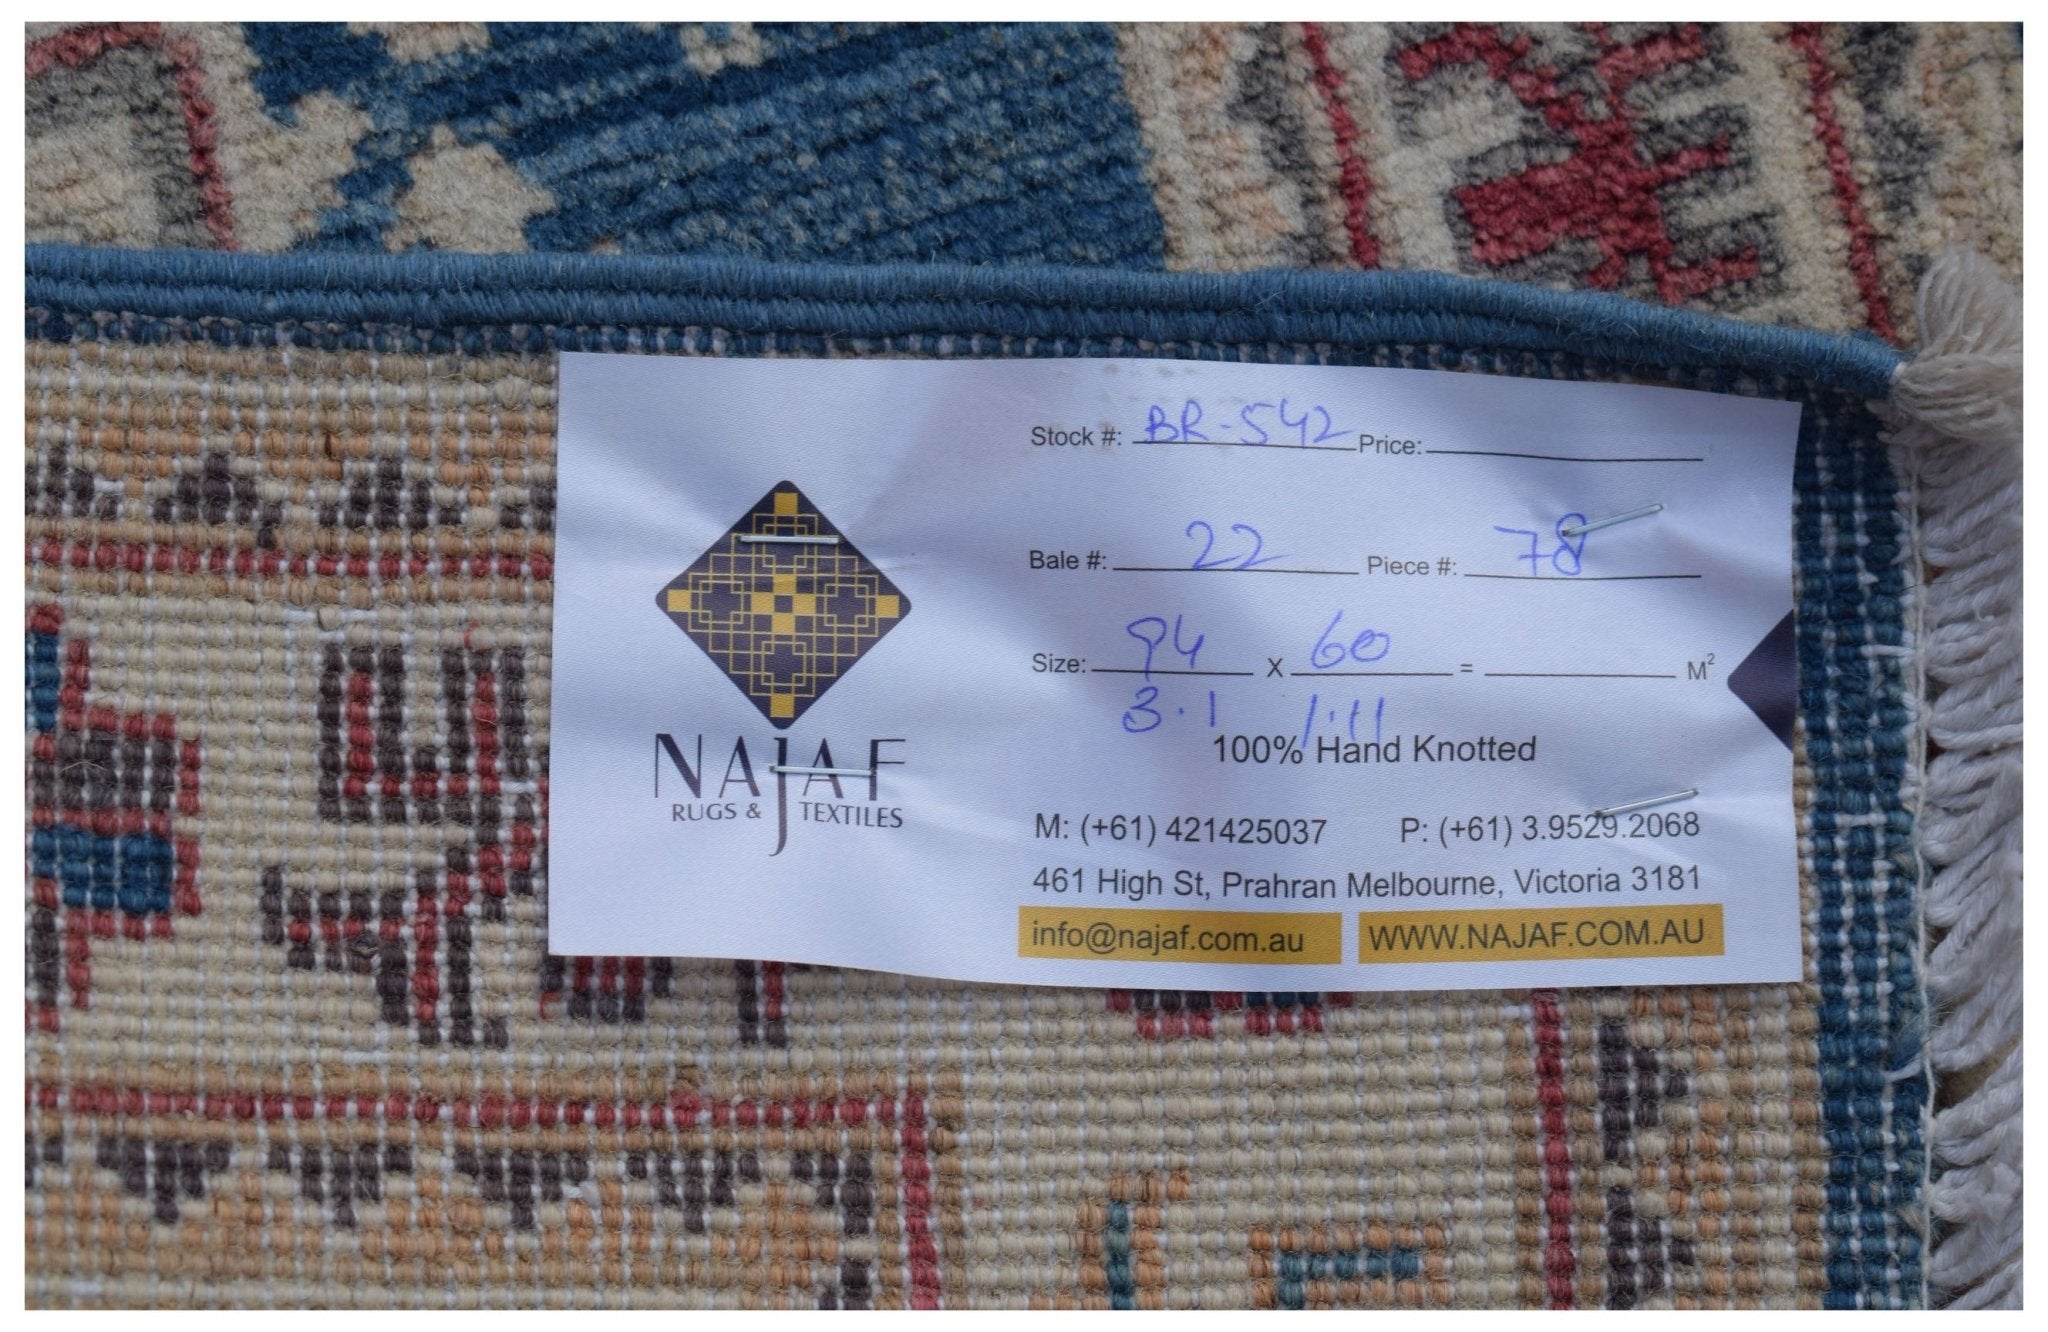 Stock #: BR-542 Price:
Bale #: 22 Piece #: 78
Size: 94 X 60 = M²
3.1 1.11
100% Hand Knotted
NAJAF
RUGS & TEXTILES
M: (+61) 421425037 P: (+61) 3.9529.2068
461 High St, Prahran Melbourne, Victoria 3181
info@najaf.com.au WWW.NAJAF.COM.AU